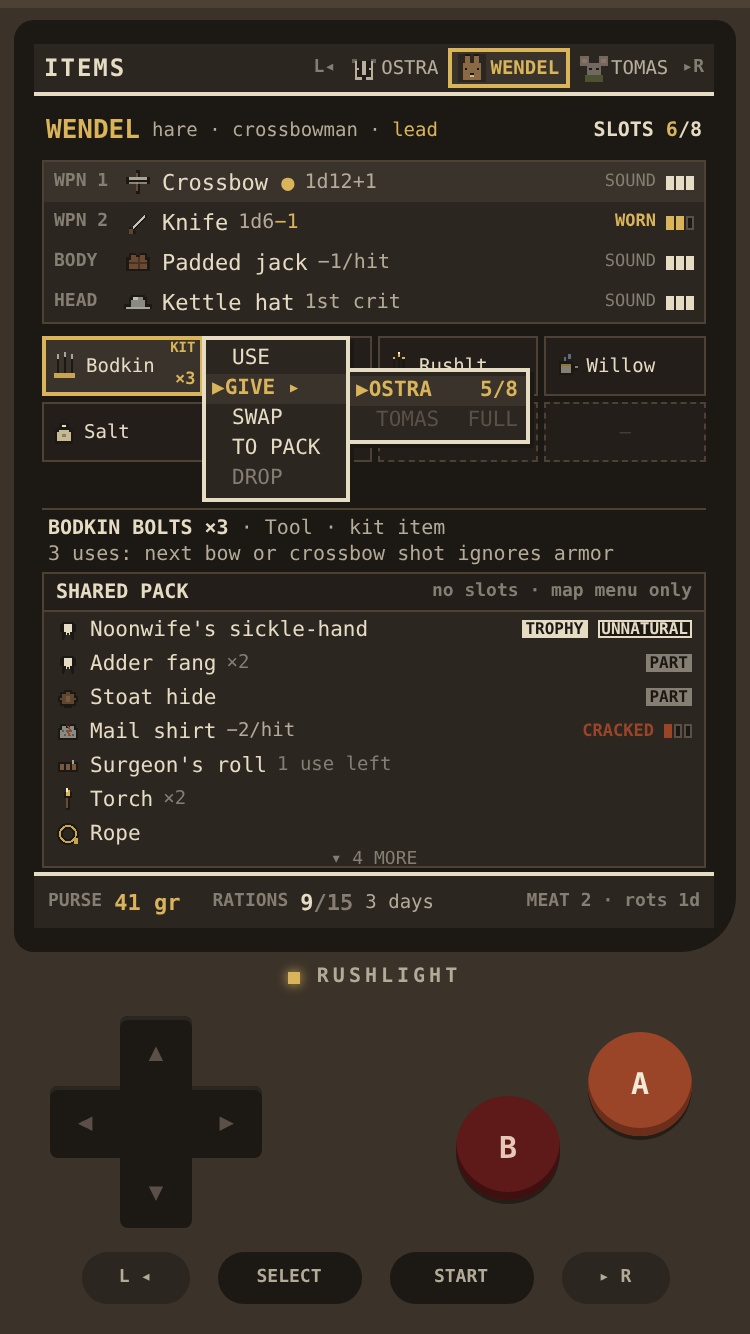 ITEMS L◂ OSTRA WENDEL TOMAS ▸R
WENDEL hare · crossbowman · lead SLOTS 6/8
WPN 1 Crossbow ● 1d12+1 SOUND
WPN 2 Knife 1d6−1 WORN
BODY Padded jack −1/hit SOUND
HEAD Kettle hat 1st crit SOUND
Bodkin KIT ×3
USE
▶GIVE ▸
SWAP
TO PACK
DROP
▶OSTRA 5/8
TOMAS FULL
Rushlt
Willow
Salt
—
BODKIN BOLTS ×3 · Tool · kit item
3 uses: next bow or crossbow shot ignores armor
SHARED PACK no slots · map menu only
Noonwife's sickle-hand TROPHY UNNATURAL
Adder fang ×2 PART
Stoat hide PART
Mail shirt −2/hit CRACKED
Surgeon's roll 1 use left
Torch ×2
Rope
▾ 4 MORE
PURSE 41 gr RATIONS 9/15 3 days MEAT 2 · rots 1d
RUSHLIGHT
▲
◀ ▶
▼
A
B
L ◂ SELECT START ▸ R